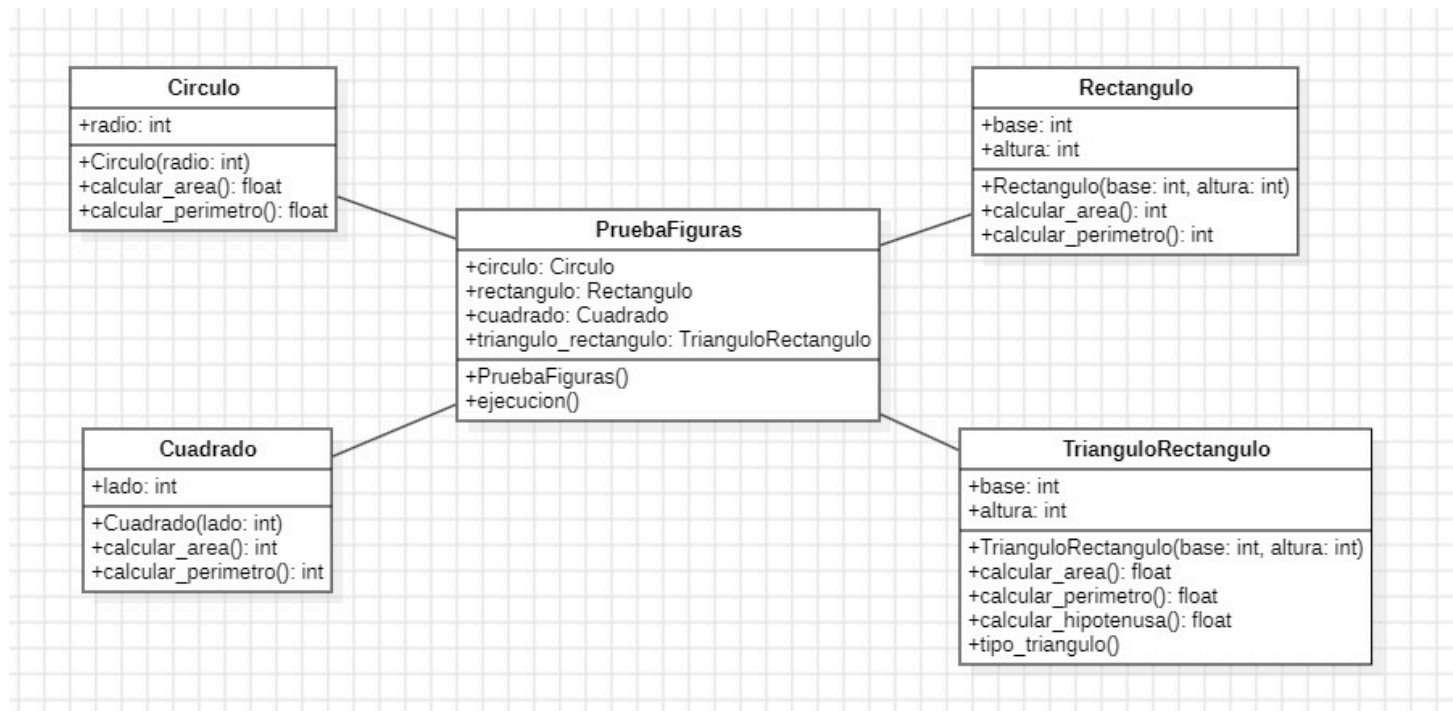 Circulo
+radio: int
+Circulo(radio: int)
+calcular_area(): float
+calcular_perimetro(): float
Rectangulo
+base: int
+altura: int
+Rectangulo(base: int, altura: int)
+calcular_area(): int
+calcular_perimetro(): int
PruebaFiguras
+circulo: Circulo
+rectangulo: Rectangulo
+cuadrado: Cuadrado
+triangulo_rectangulo: TrianguloRectangulo
+PruebaFiguras()
+ejecucion()
Cuadrado
+lado: int
+Cuadrado(lado: int)
+calcular_area(): int
+calcular_perimetro(): int
TrianguloRectangulo
+base: int
+altura: int
+TrianguloRectangulo(base: int, altura: int)
+calcular_area(): float
+calcular_perimetro(): float
+calcular_hipotenusa(): float
+tipo_triangulo()